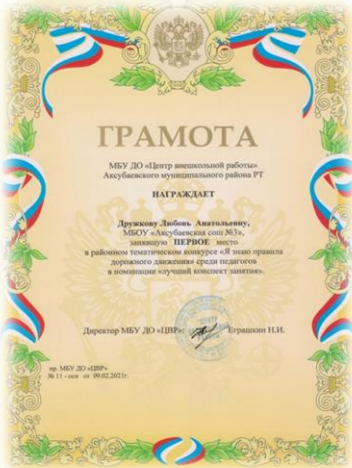 ГРАМОТА
МБУ ДО «Центр внешкольной работы»
Аксубаевского муниципального района РТ
НАГРАЖДАЕТ
Дружкову Любовь Анатольевну,
МБОУ «Аксубаевская сош №3»,
занявшую ПЕРВОЕ место
в районном тематическом конкурсе «Я знаю правила
дорожного движения» среди педагогов
в номинации «лучший конспект занятия».
Директор МБУ ДО «ЦВР» Еграшкин Н.И.
пр. МБУ ДО «ЦВР»
№ 11 - осн от 09.02.2021г.